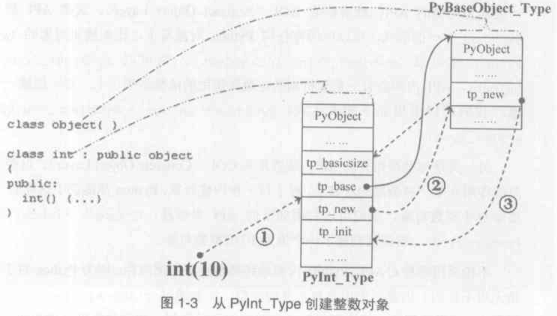 PyBaseObject_Type
PyObject
... ...
tp_new
... ...
class object( )
class int : public object
{
public:
int() {...}
)
PyObject
... ...
tp_basicsize
tp_base
tp_new
tp_init
... ...
PyInt_Type
①
②
③
int(10)
图 1-3 从 PyInt_Type 创建整数对象